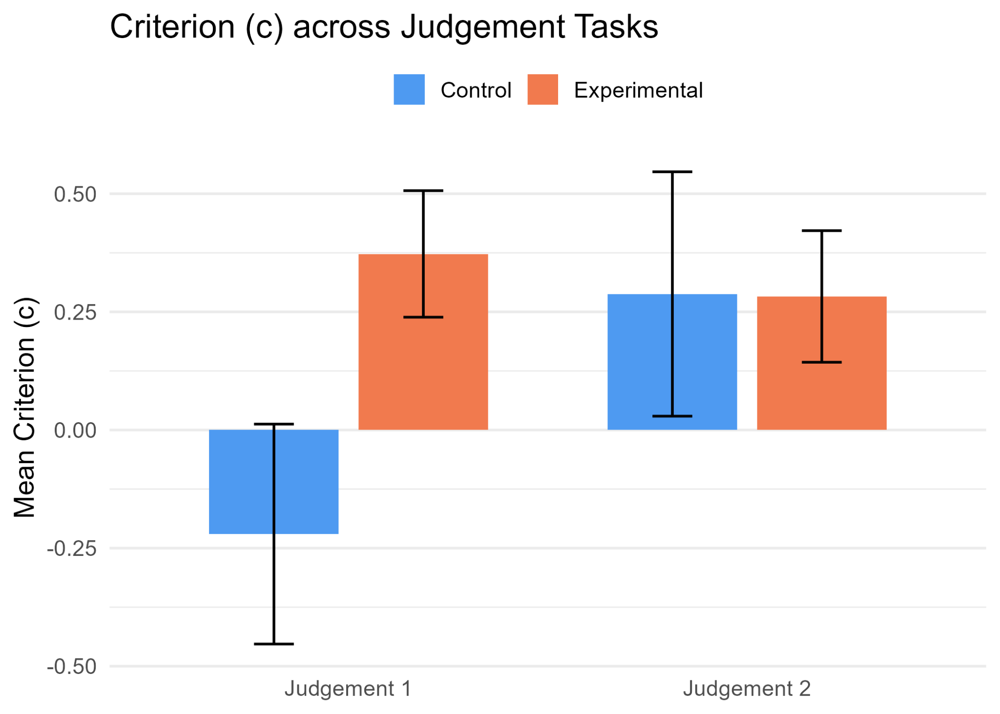 Criterion (c) across Judgement Tasks
Control Experimental
Mean Criterion (c)
0.50
0.25
0.00
-0.25
-0.50
Judgement 1 Judgement 2